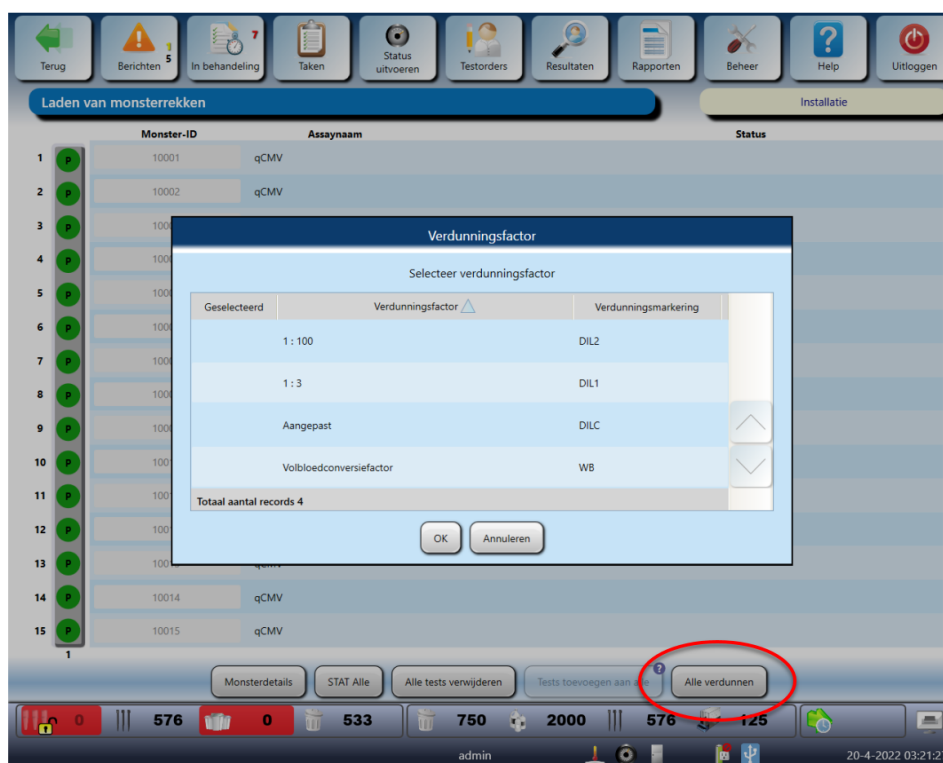 1
5
7
Terug
Berichten
In behandeling
Taken
Status uitvoeren
Testorders
Resultaten
Rapporten
Beheer
Help
Uitloggen
Laden van monsterrekken
Installatie
Monster-ID Assaynaam Status
1 P 10001 qCMV
2 P 10002 qCMV
3 P
4 P
5 P
6 P
7 P
8 P
9 P
10 P
11 P
12 P
13 P
14 P 10014 qCMV
15 P 10015 qCMV
1
Verdunningsfactor
Selecteer verdunningsfactor
Geselecteerd Verdunningsfactor Verdunningsmarkering
1 : 100 DIL2
1 : 3 DIL1
Aangepast DILC
Volbloedconversiefactor WB
Totaal aantal records 4
OK Annuleren
Monsterdetails STAT Alle Alle tests verwijderen Tests toevoegen aan alle ? Alle verdunnen
0 576 0 533 750 2000 576 125
admin 20-4-2022 03:21:27